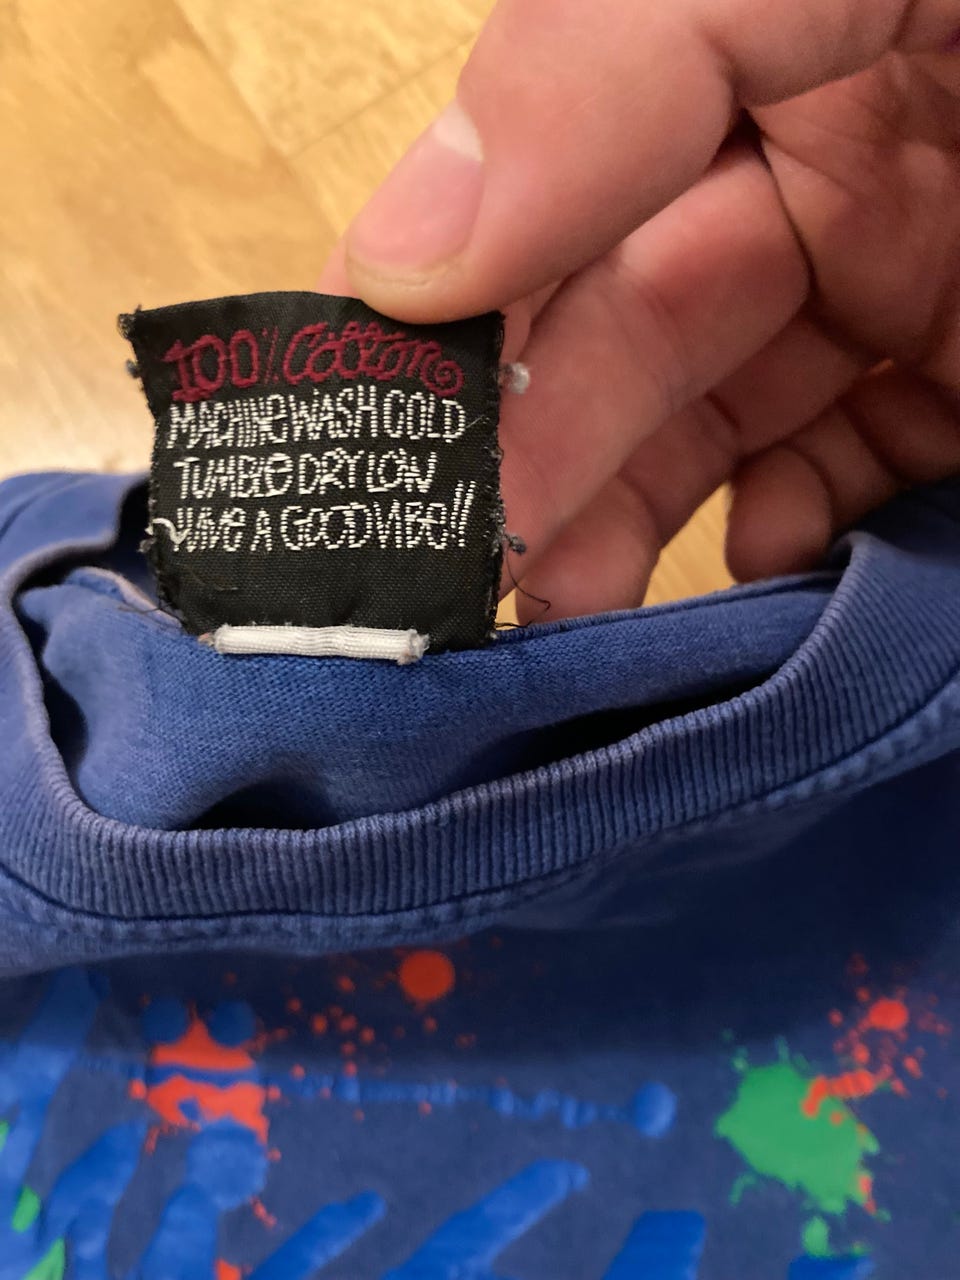 100% Cotton
MACHINE WASH COLD
TUMBLE DRY LOW
HAVE A GOOD VIBE!!